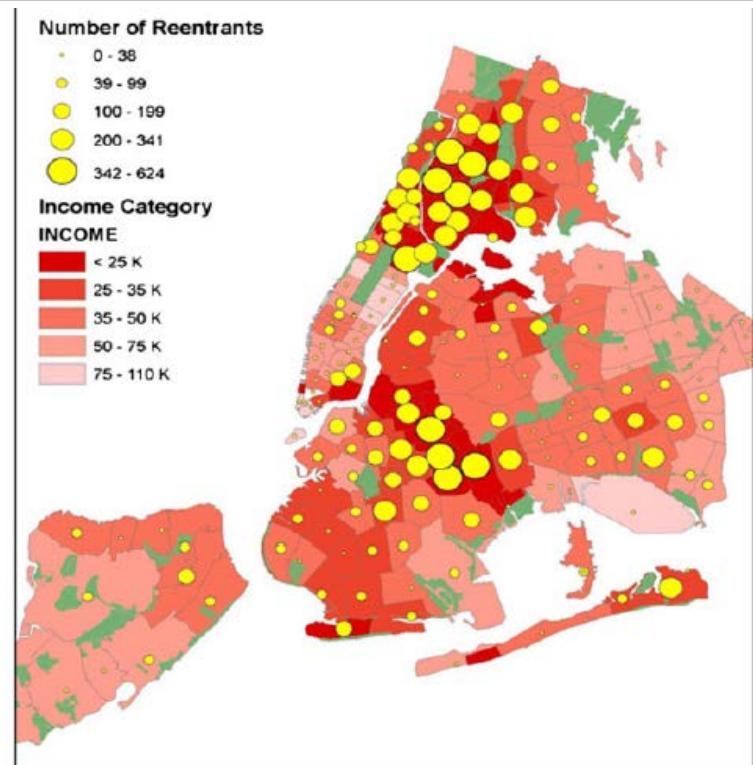 Number of Reentrants
0 - 38
39 - 99
100 - 199
200 - 341
342 - 624
Income Category
INCOME
< 25 K
25 - 35 K
35 - 50 K
50 - 75 K
75 - 110 K